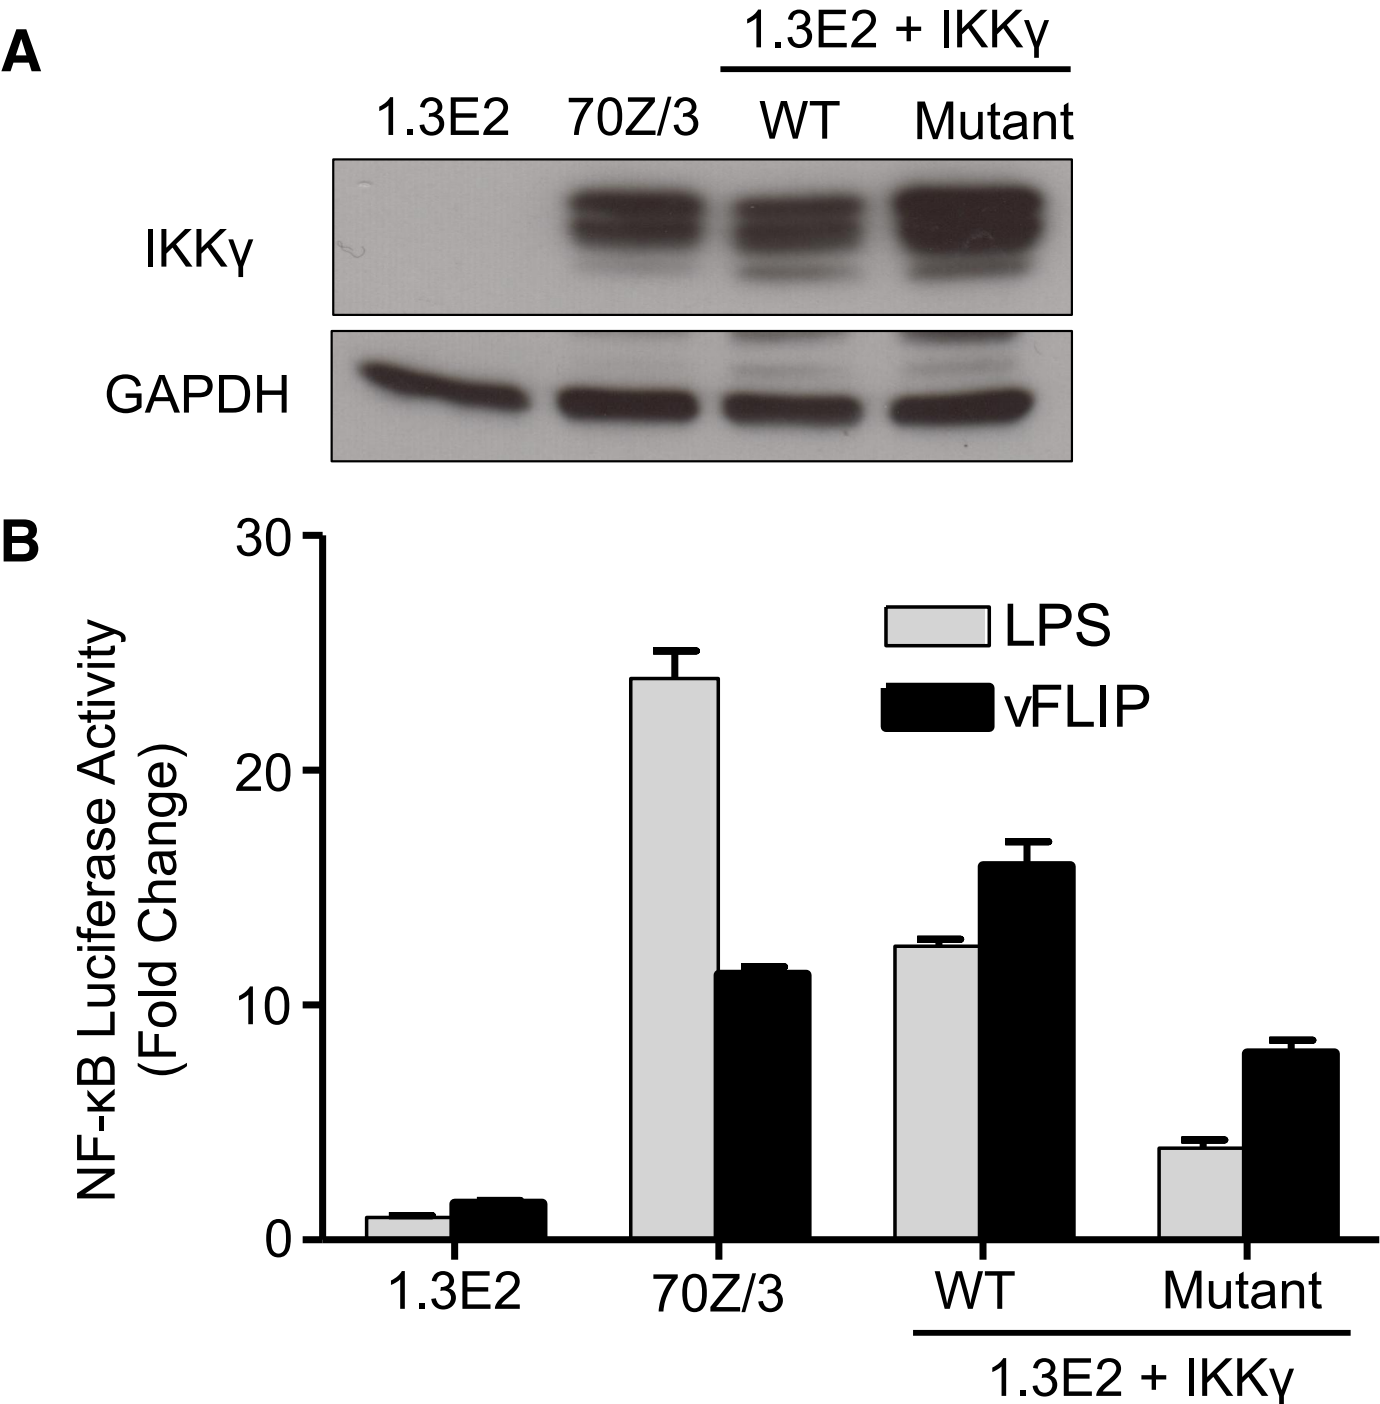 A
1.3E2 + IKKγ
1.3E2 70Z/3 WT Mutant
IKKγ
GAPDH
B
NF-κB Luciferase Activity
(Fold Change)
30
20
10
0
LPS
vFLIP
1.3E2 70Z/3 WT Mutant
1.3E2 + IKKγ